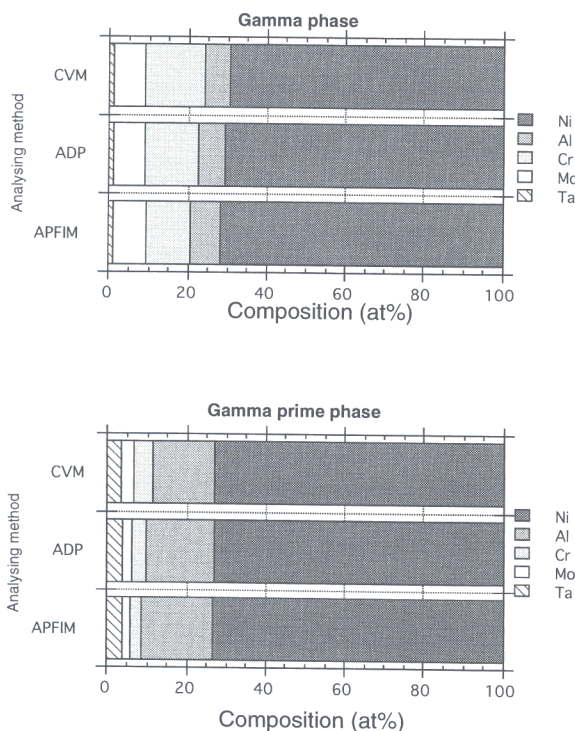 Gamma phase
Analysing method
CVM
ADP
APFIM
Ni
Al
Cr
Mo
Ta
0 20 40 60 80 100
Composition (at%)
Gamma prime phase
Analysing method
CVM
ADP
APFIM
Ni
Al
Cr
Mo
Ta
0 20 40 60 80 100
Composition (at%)